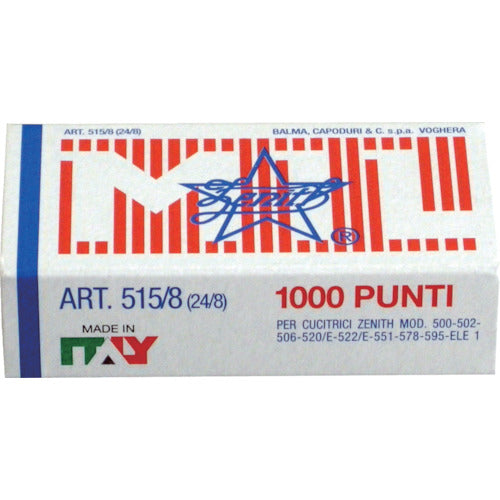 ART. 515/8 (24/8) BALMA, CAPODURI & C. s.p.a. VOGHERA
Zenith
®
ART. 515/8 (24/8) 1000 PUNTI
MADE IN
ITALY
PER CUCITRICI ZENITH MOD. 500-502-
506-520/E-522/E-551-578-595-ELE 1